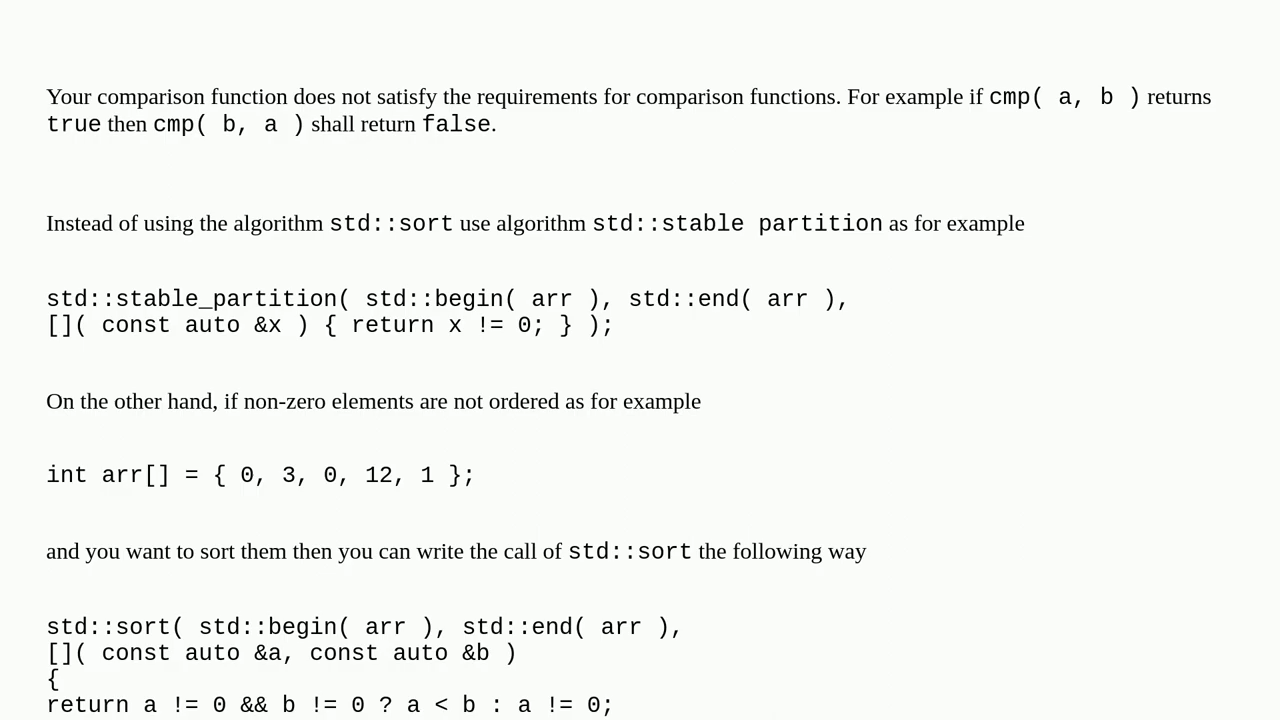 Your comparison function does not satisfy the requirements for comparison functions. For example if cmp( a, b ) returns
true then cmp( b, a ) shall return false.
Instead of using the algorithm std::sort use algorithm std::stable partition as for example
std::stable_partition( std::begin( arr ), std::end( arr ),
[]( const auto &x ) { return x != 0; } );
On the other hand, if non-zero elements are not ordered as for example
int arr[] = { 0, 3, 0, 12, 1 };
and you want to sort them then you can write the call of std::sort the following way
std::sort( std::begin( arr ), std::end( arr ),
[]( const auto &a, const auto &b )
{
return a != 0 && b != 0 ? a < b : a != 0;